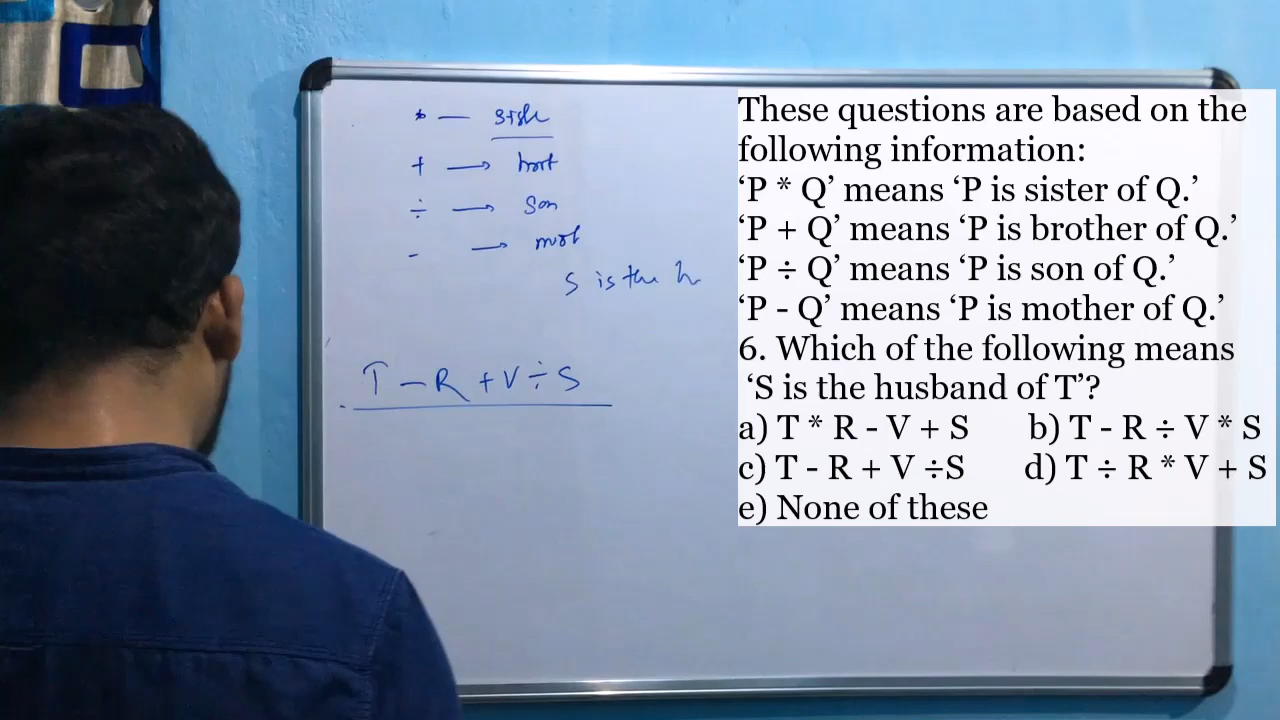 * — sister
+ → brot
÷ → son
- → mot
S is the h
T - R + V ÷ S
These questions are based on the
following information:
‘P * Q’ means ‘P is sister of Q.’
‘P + Q’ means ‘P is brother of Q.’
‘P ÷ Q’ means ‘P is son of Q.’
‘P - Q’ means ‘P is mother of Q.’
6. Which of the following means
‘S is the husband of T’?
a) T * R - V + S b) T - R ÷ V * S
c) T - R + V ÷S d) T ÷ R * V + S
e) None of these